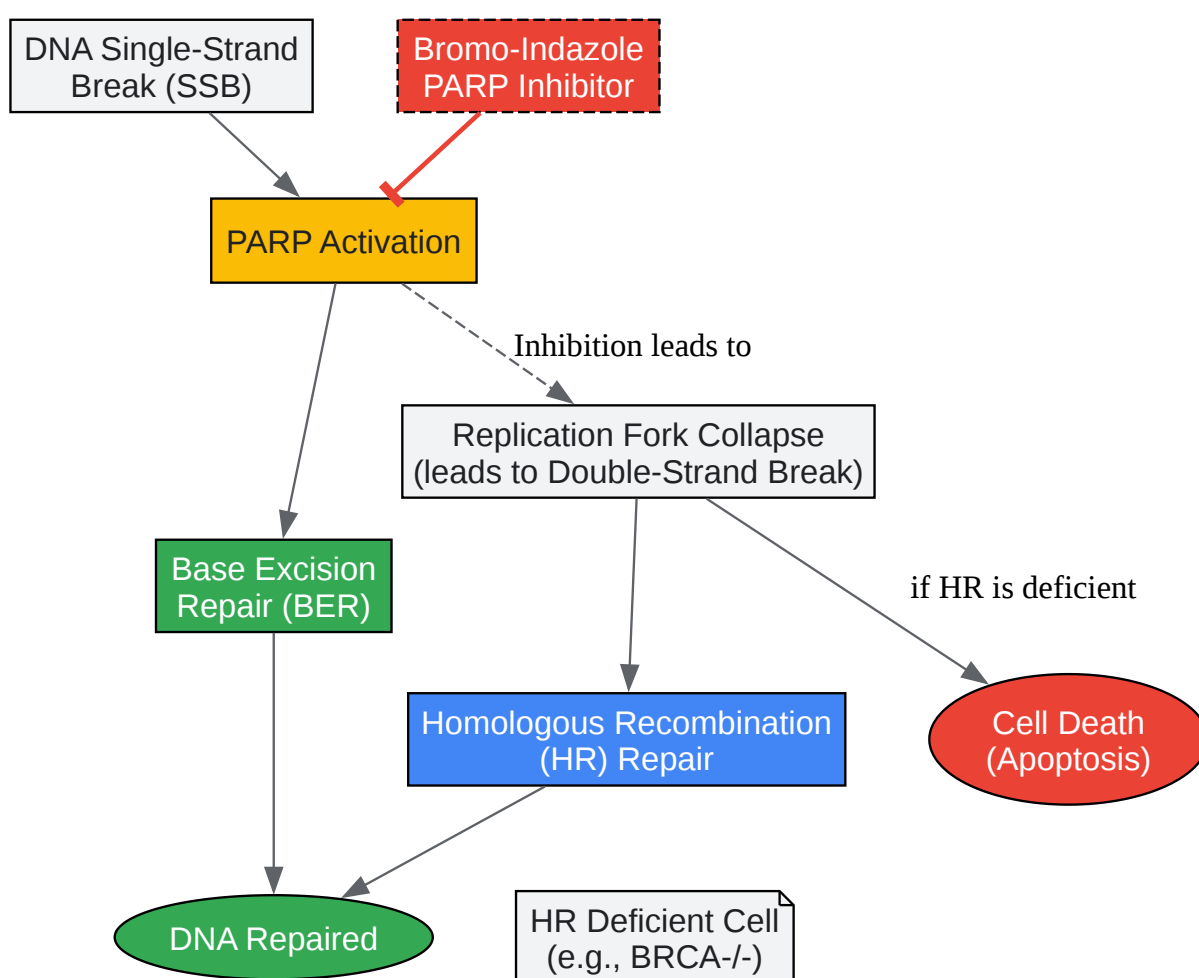 DNA Single-Strand
Break (SSB)
Bromo-Indazole
PARP Inhibitor
PARP Activation
Inhibition leads to
Replication Fork Collapse
(leads to Double-Strand Break)
Base Excision
Repair (BER)
if HR is deficient
Homologous Recombination
(HR) Repair
Cell Death
(Apoptosis)
DNA Repaired
HR Deficient Cell
(e.g., BRCA-/-)